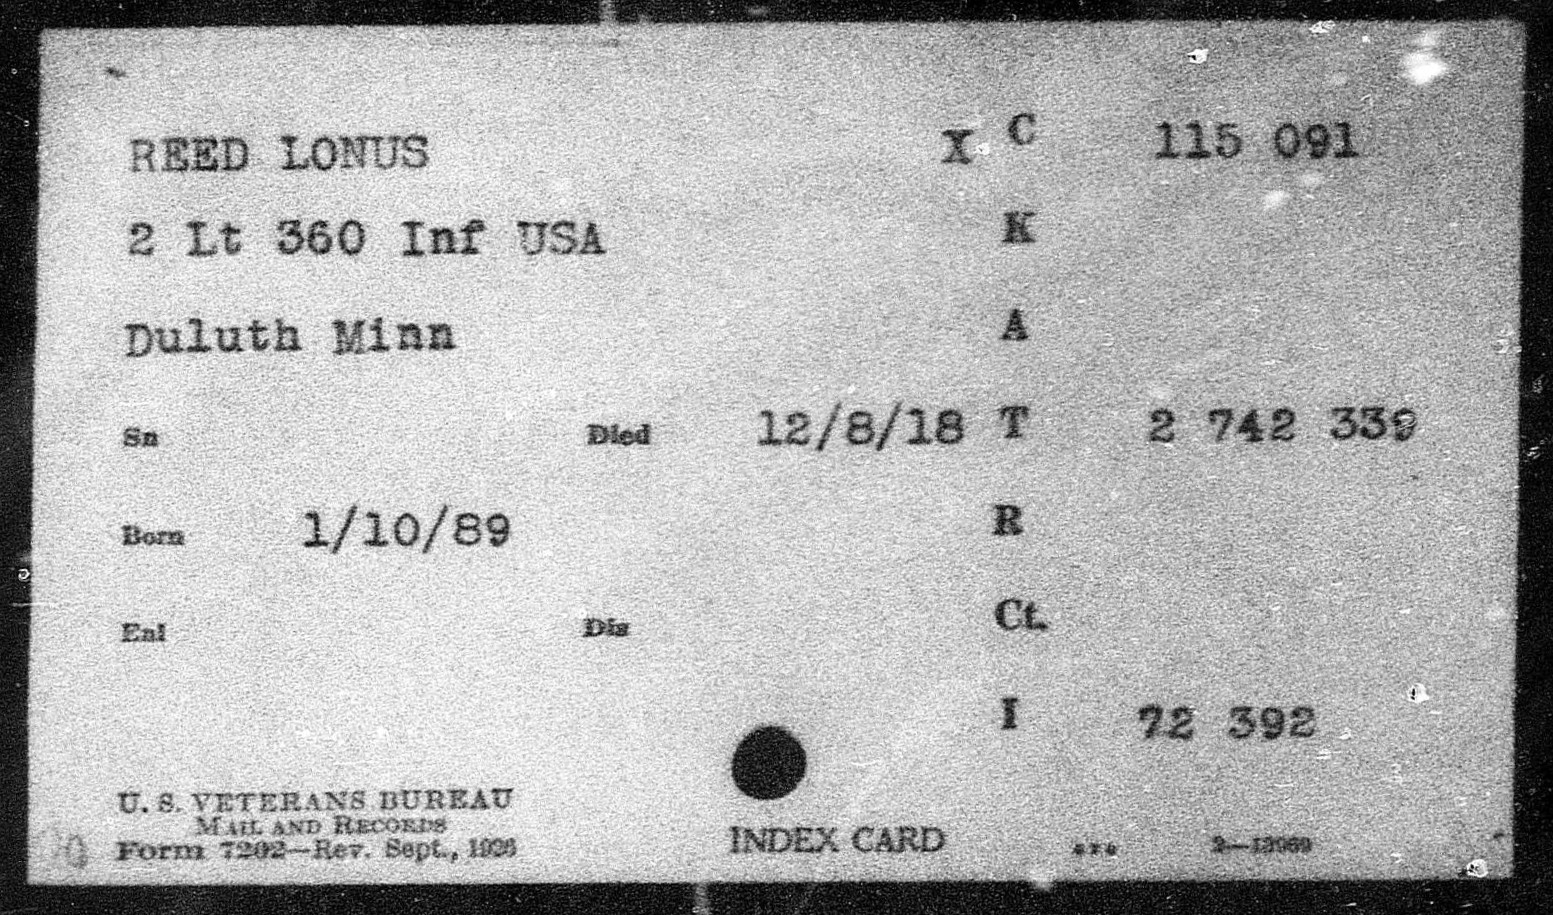 REED LONUS X C 115 091
2 Lt 360 Inf USA K
Duluth Minn A
Sn Died 12/8/18 T 2 742 339
Born 1/10/89 R
Enl Dis Ct.
I 72 392
U. S. VETERANS BUREAU
MAIL AND RECORDS
Form 7202—Rev. Sept., 1926
INDEX CARD